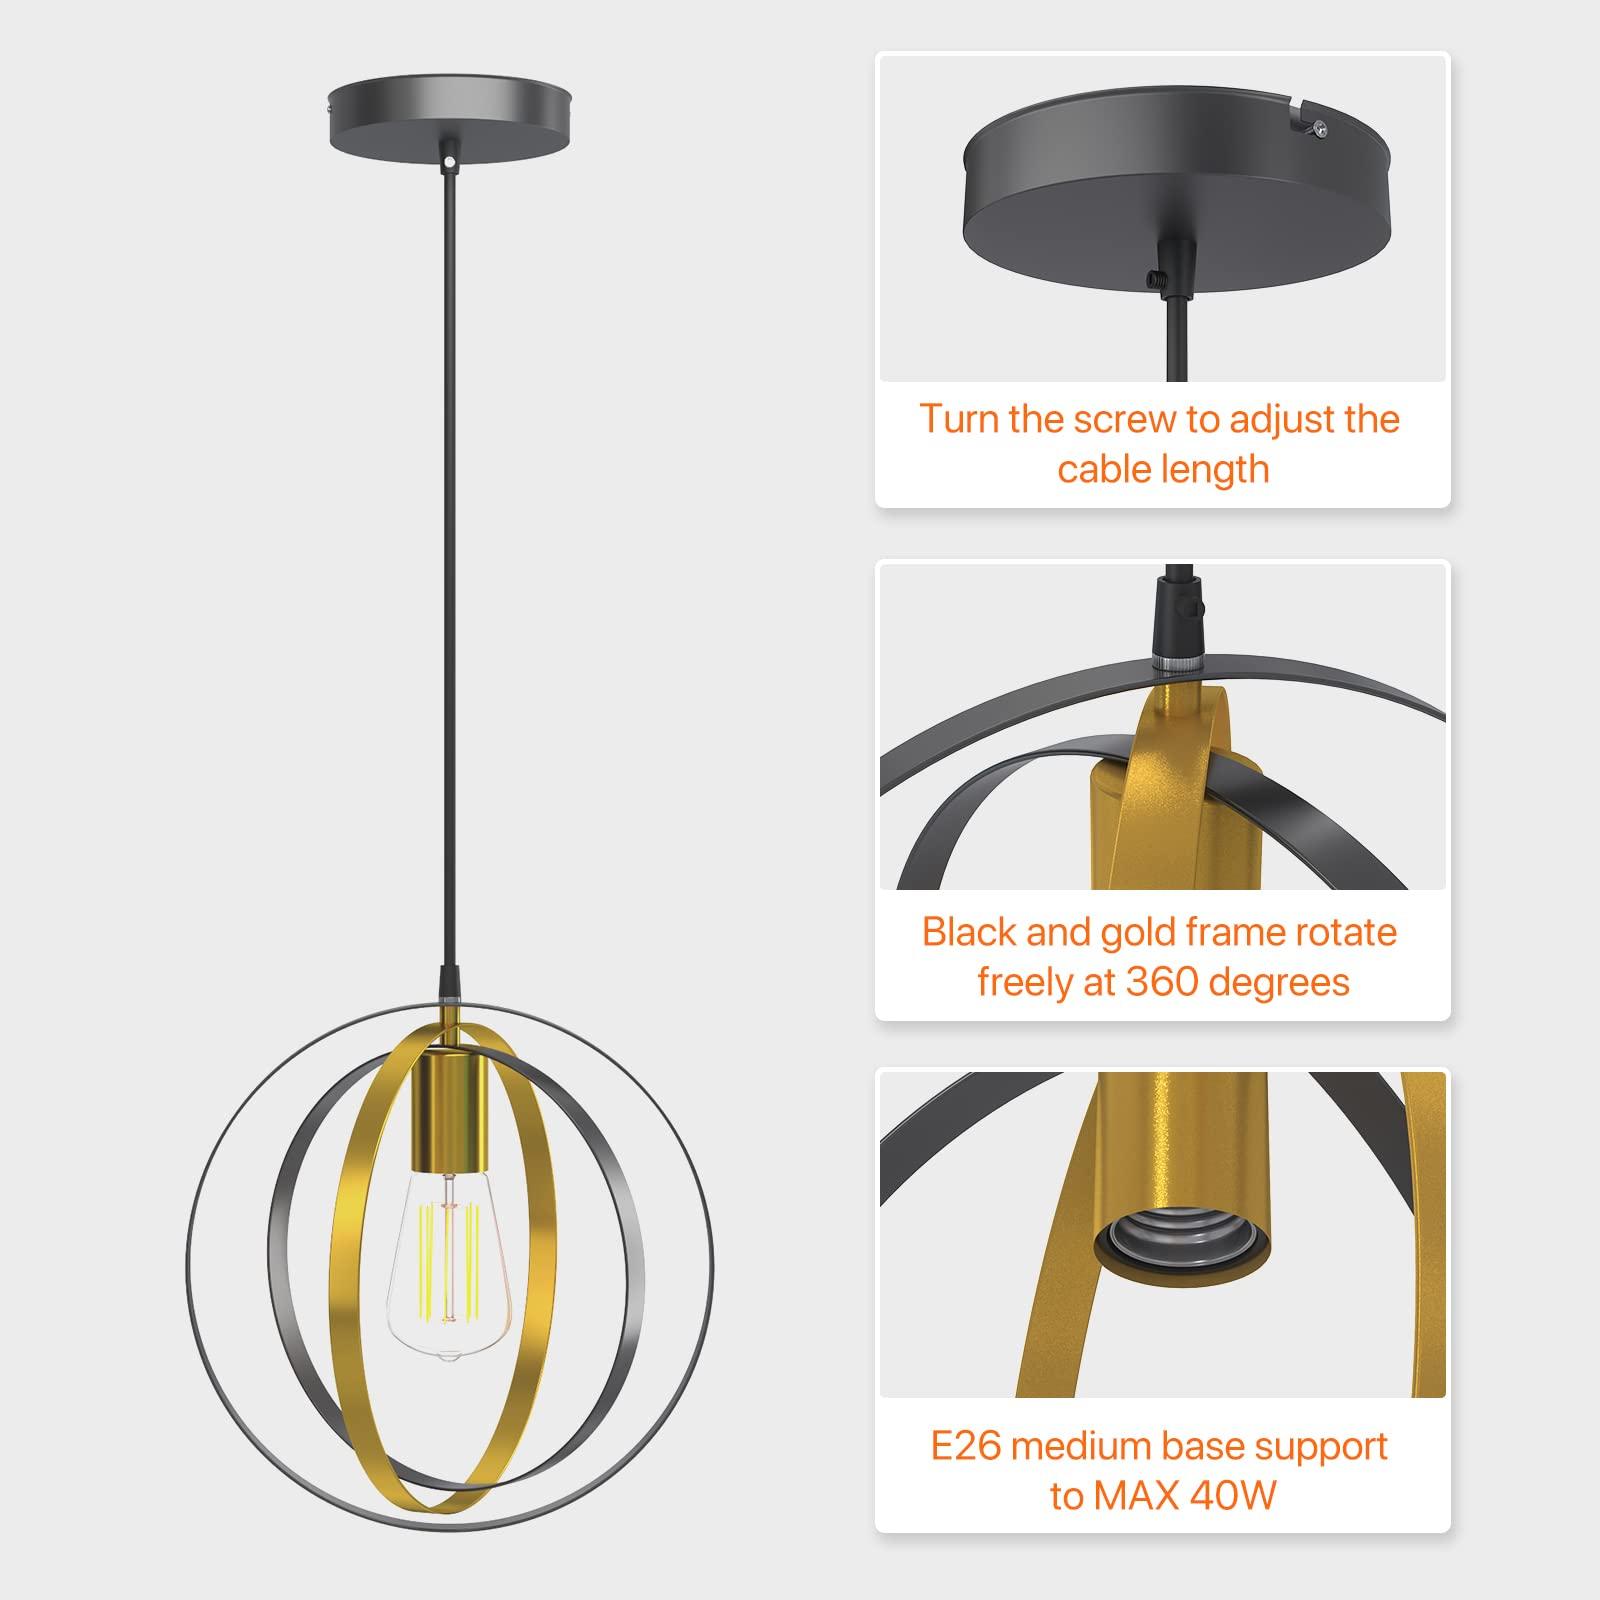 Turn the screw to adjust the
cable length
Black and gold frame rotate
freely at 360 degrees
E26 medium base support
to MAX 40W